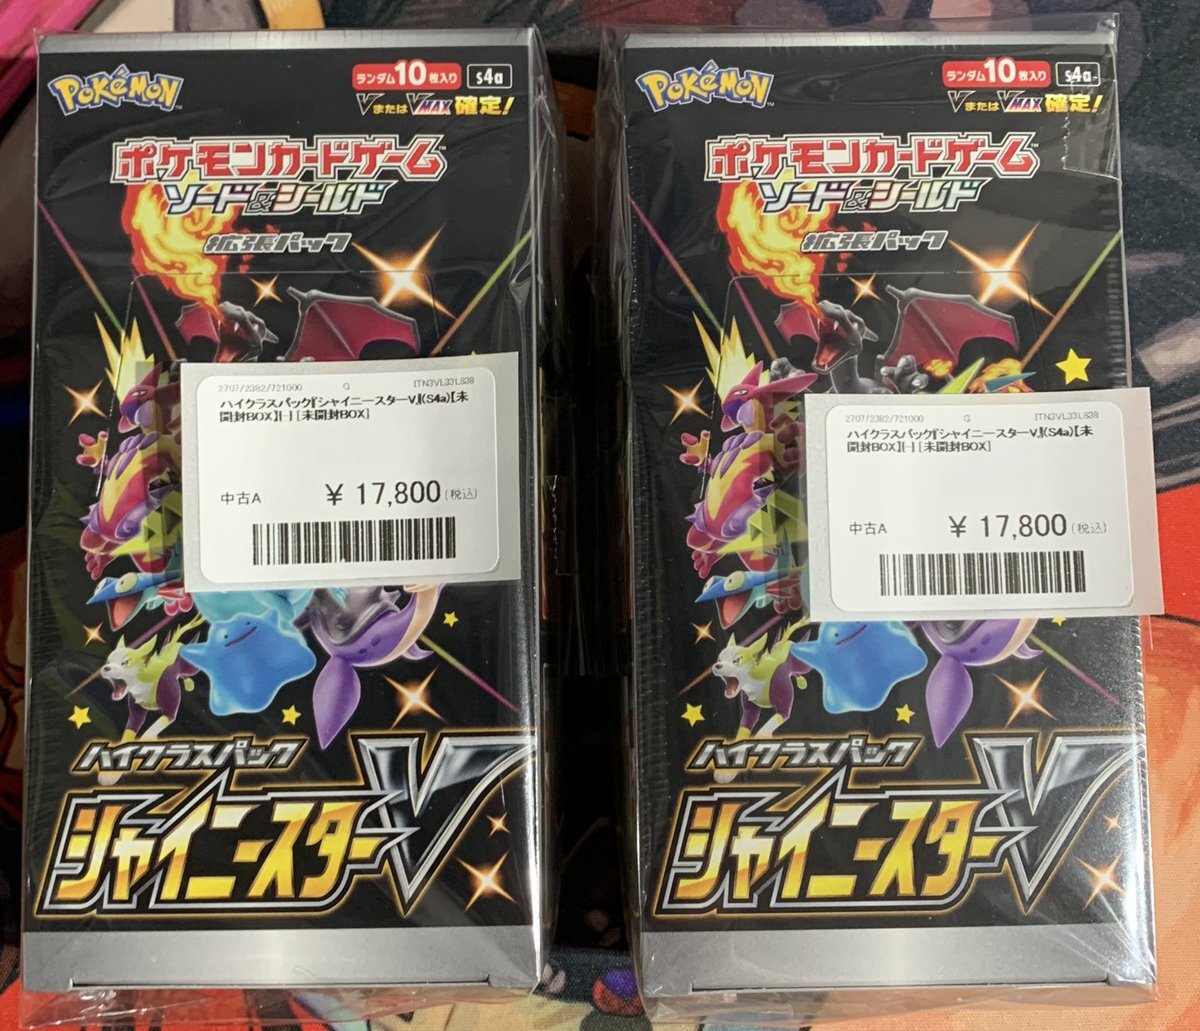 Pokémon
ランダム10枚入り
s4a
VまたはVMAX確定!
ポケモンカードゲーム
ソード&シールド
拡張パック
2707/2382/721000 G ITN3VL33L838
ハイクラスパック『シャイニースターV』(S4a)【未
開封BOX】[-] [未開封BOX]
中古A ¥ 17,800(税込)
ハイクラスパック
シャイニースターV
Pokémon
ランダム10枚入り
s4a
VまたはVMAX確定!
ポケモンカードゲーム
ソード&シールド
拡張パック
2707/2382/721000 G ITN3VL33L838
ハイクラスパック『シャイニースターV』(S4a)【未
開封BOX】[-] [未開封BOX]
中古A ¥ 17,800(税込)
ハイクラスパック
シャイニースターV